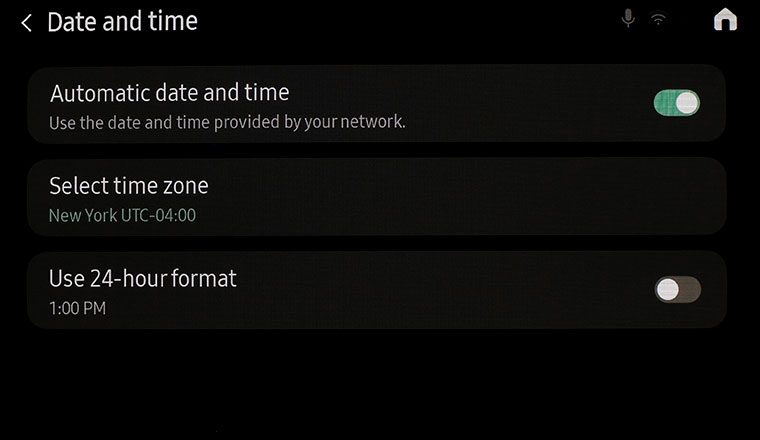 Date and time
Automatic date and time
Use the date and time provided by your network.
Select time zone
New York UTC-04:00
Use 24-hour format
1:00 PM